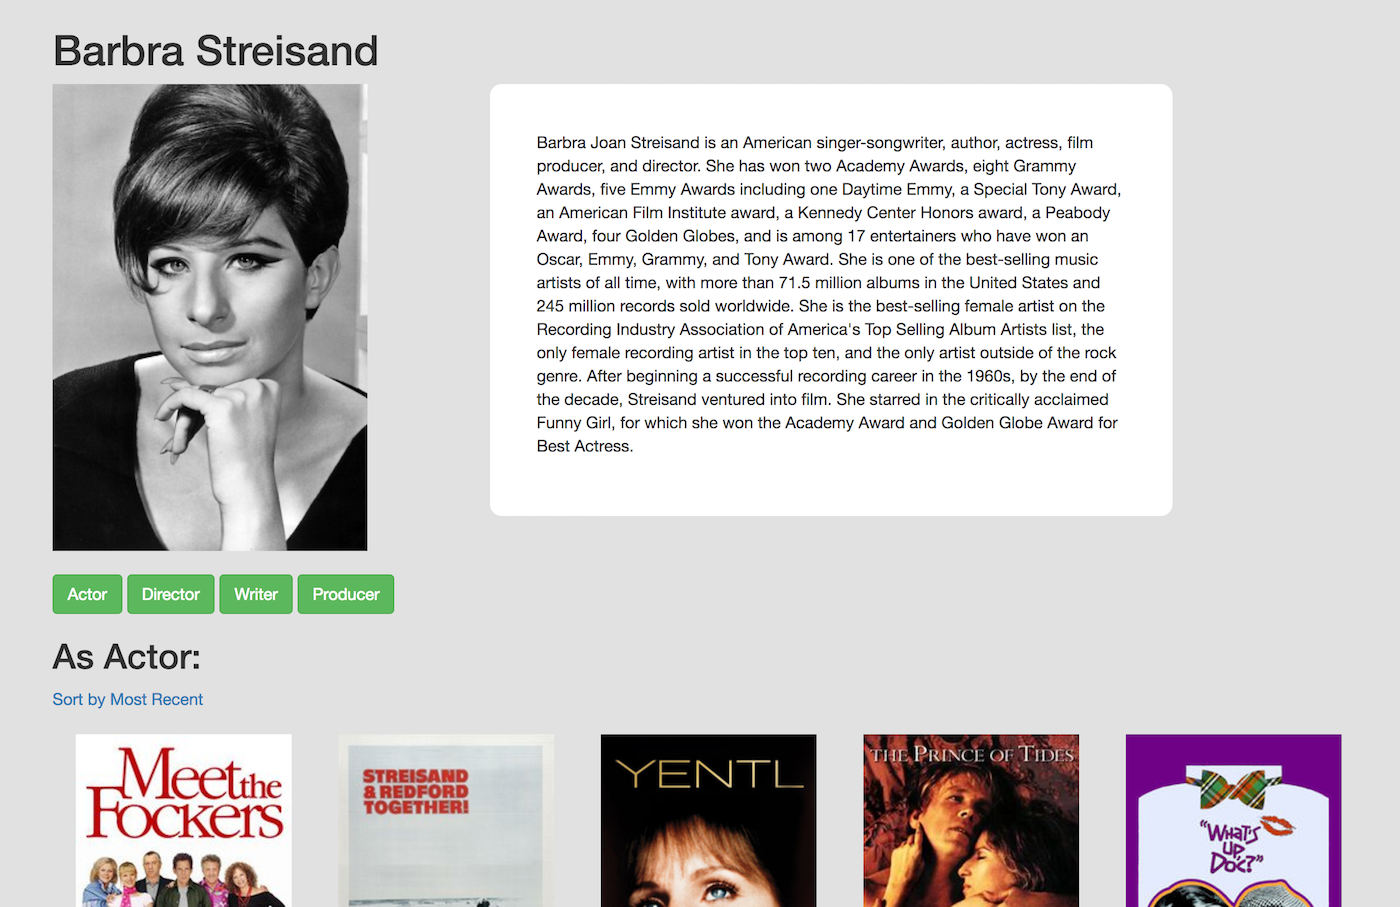 Barbra Streisand
Barbra Joan Streisand is an American singer-songwriter, author, actress, film
producer, and director. She has won two Academy Awards, eight Grammy
Awards, five Emmy Awards including one Daytime Emmy, a Special Tony Award,
an American Film Institute award, a Kennedy Center Honors award, a Peabody
Award, four Golden Globes, and is among 17 entertainers who have won an
Oscar, Emmy, Grammy, and Tony Award. She is one of the best-selling music
artists of all time, with more than 71.5 million albums in the United States and
245 million records sold worldwide. She is the best-selling female artist on the
Recording Industry Association of America's Top Selling Album Artists list, the
only female recording artist in the top ten, and the only artist outside of the rock
genre. After beginning a successful recording career in the 1960s, by the end of
the decade, Streisand ventured into film. She starred in the critically acclaimed
Funny Girl, for which she won the Academy Award and Golden Globe Award for
Best Actress.
Actor Director Writer Producer
As Actor:
Sort by Most Recent
Meet the
Fockers
STREISAND
& REDFORD
TOGETHER!
YENTL
THE PRINCE OF TIDES
"WHAT'S
UP,
DOC?"